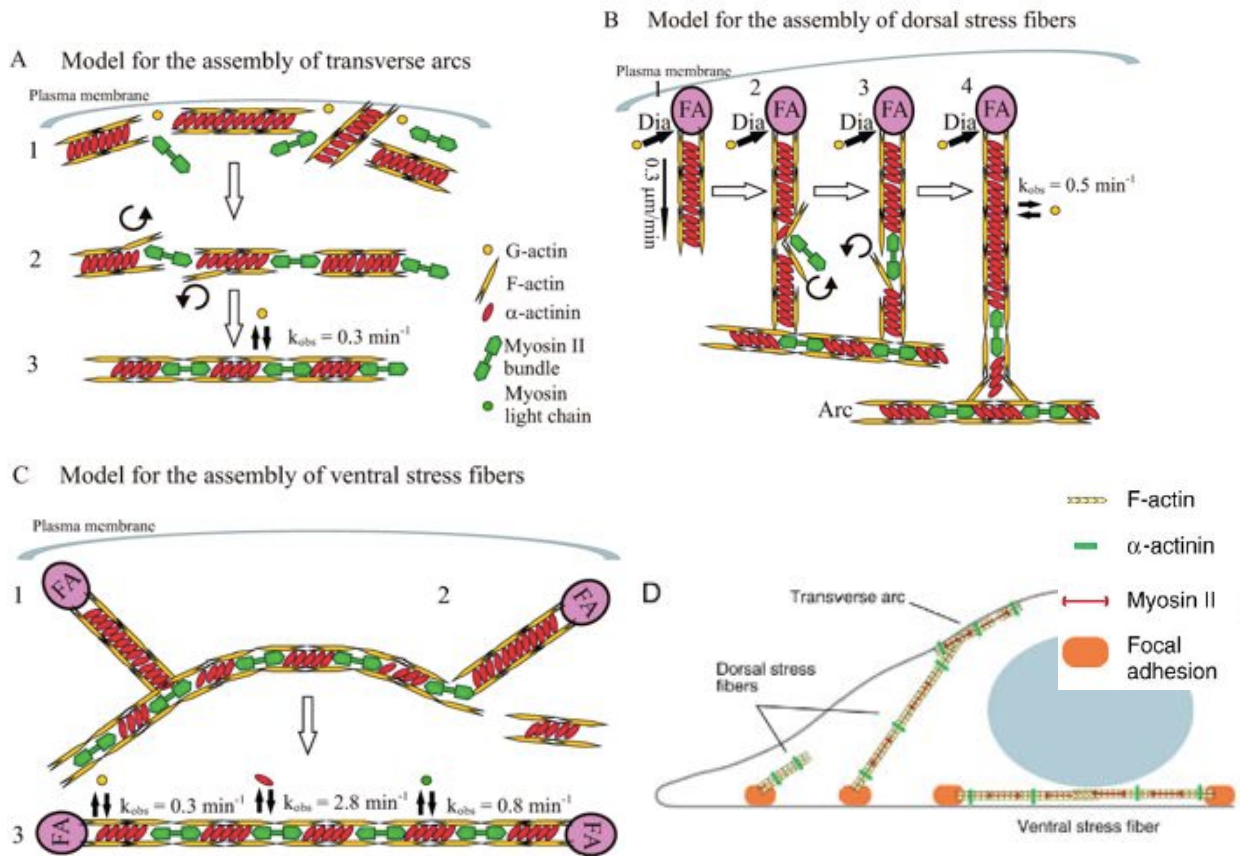 A Model for the assembly of transverse arcs
Plasma membrane
1
2
3
k_obs = 0.3 min⁻¹
G-actin
F-actin
α-actinin
Myosin II
bundle
Myosin
light chain
B Model for the assembly of dorsal stress fibers
Plasma membrane
1 2 3 4
FA FA FA FA
Dia Dia Dia Dia
0.3 μm/min
k_obs = 0.5 min⁻¹
Arc
C Model for the assembly of ventral stress fibers
Plasma membrane
1 FA 2 FA
k_obs = 0.3 min⁻¹ k_obs = 2.8 min⁻¹ k_obs = 0.8 min⁻¹
3 FA FA
D
F-actin
α-actinin
Myosin II
Focal
adhesion
Transverse arc
Dorsal stress
fibers
Ventral stress fiber